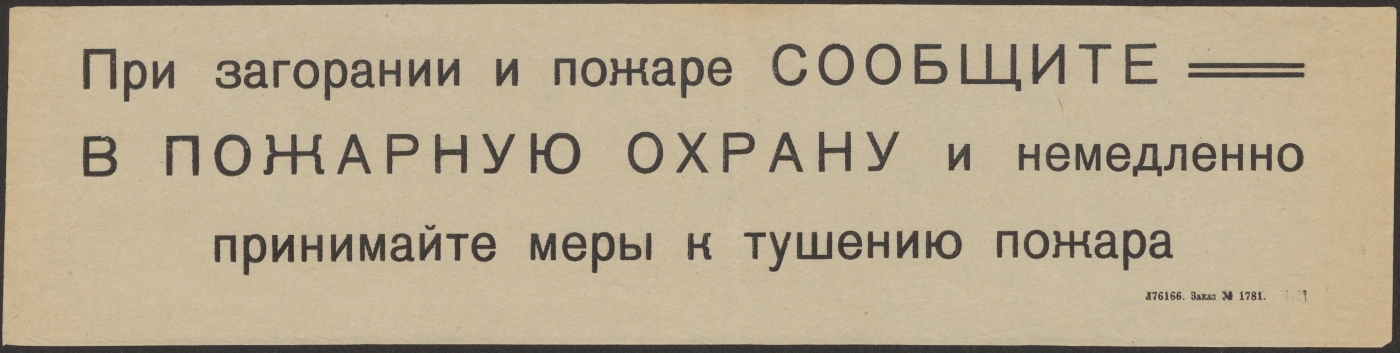 При загорании и пожаре СООБЩИТЕ
В ПОЖАРНУЮ ОХРАНУ и немедленно
принимайте меры к тушению пожара
Л76166. Заказ № 1781.